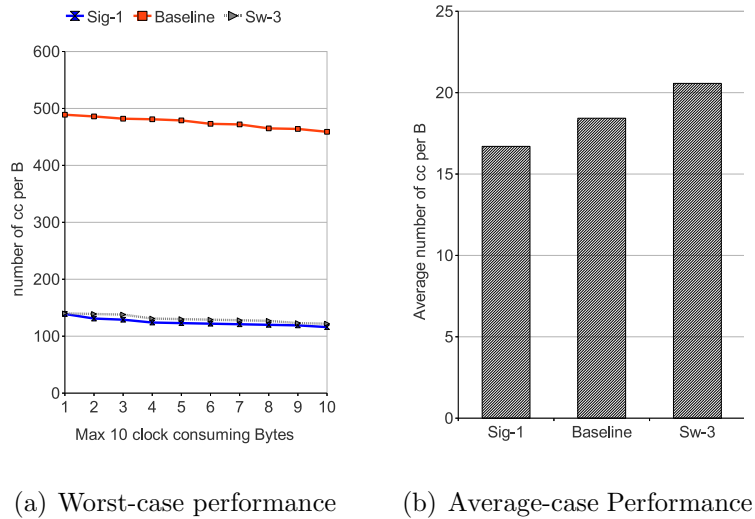 Sig-1 Baseline Sw-3
600
500
400
300
200
100
0
number of cc per B
1 2 3 4 5 6 7 8 9 10
Max 10 clock consuming Bytes
(a) Worst-case performance
25
20
15
10
5
0
Average number of cc per B
Sig-1 Baseline Sw-3
(b) Average-case Performance